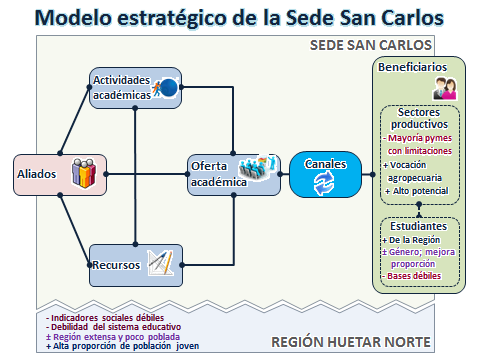 Modelo estratégico de la Sede San Carlos
SEDE SAN CARLOS
Beneficiarios
Actividades
académicas
Sectores
productivos
- Mayoría pymes
con limitaciones
+ Vocación
agropecuaria
+ Alto potencial
Aliados
Oferta
académica
Canales
Estudiantes
+ De la Región
± Género; mejora
proporción
- Bases débiles
Recursos
- Indicadores sociales débiles
- Debilidad del sistema educativo
± Región extensa y poco poblada
+ Alta proporción de población joven
REGIÓN HUETAR NORTE